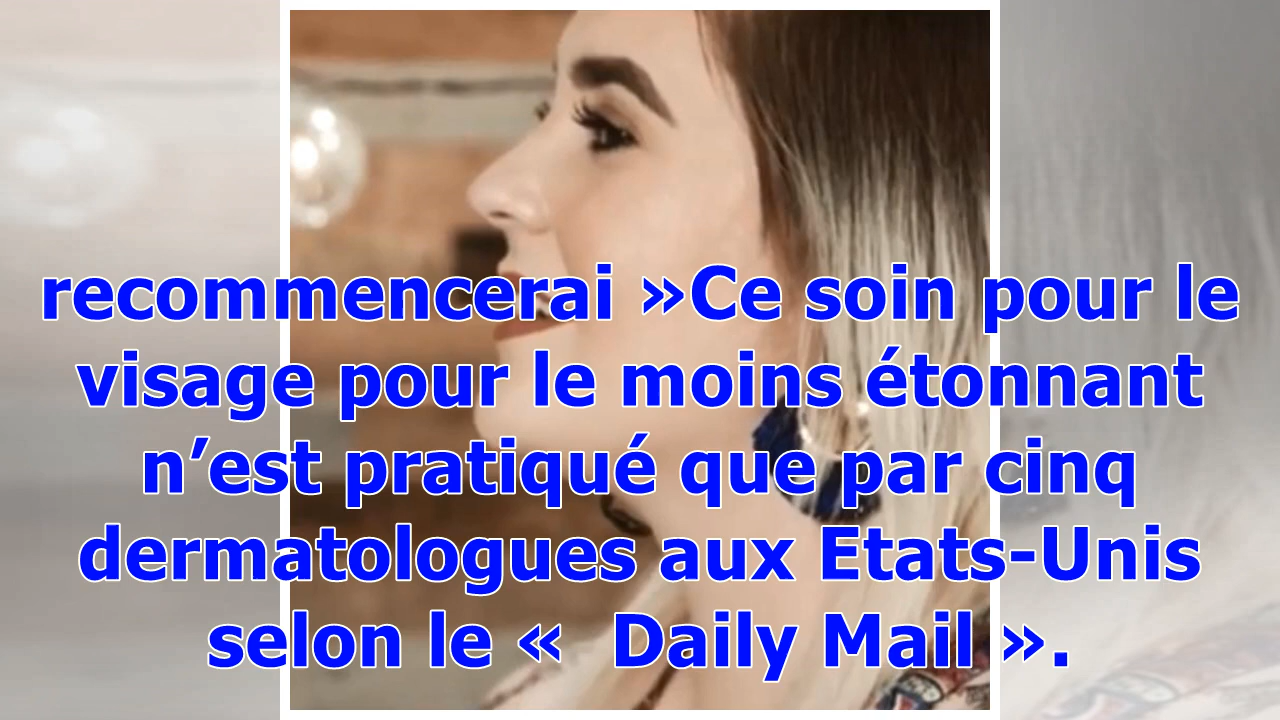 recommencerai »Ce soin pour le
visage pour le moins étonnant
n’est pratiqué que par cinq
dermatologues aux Etats-Unis
selon le «  Daily Mail ».